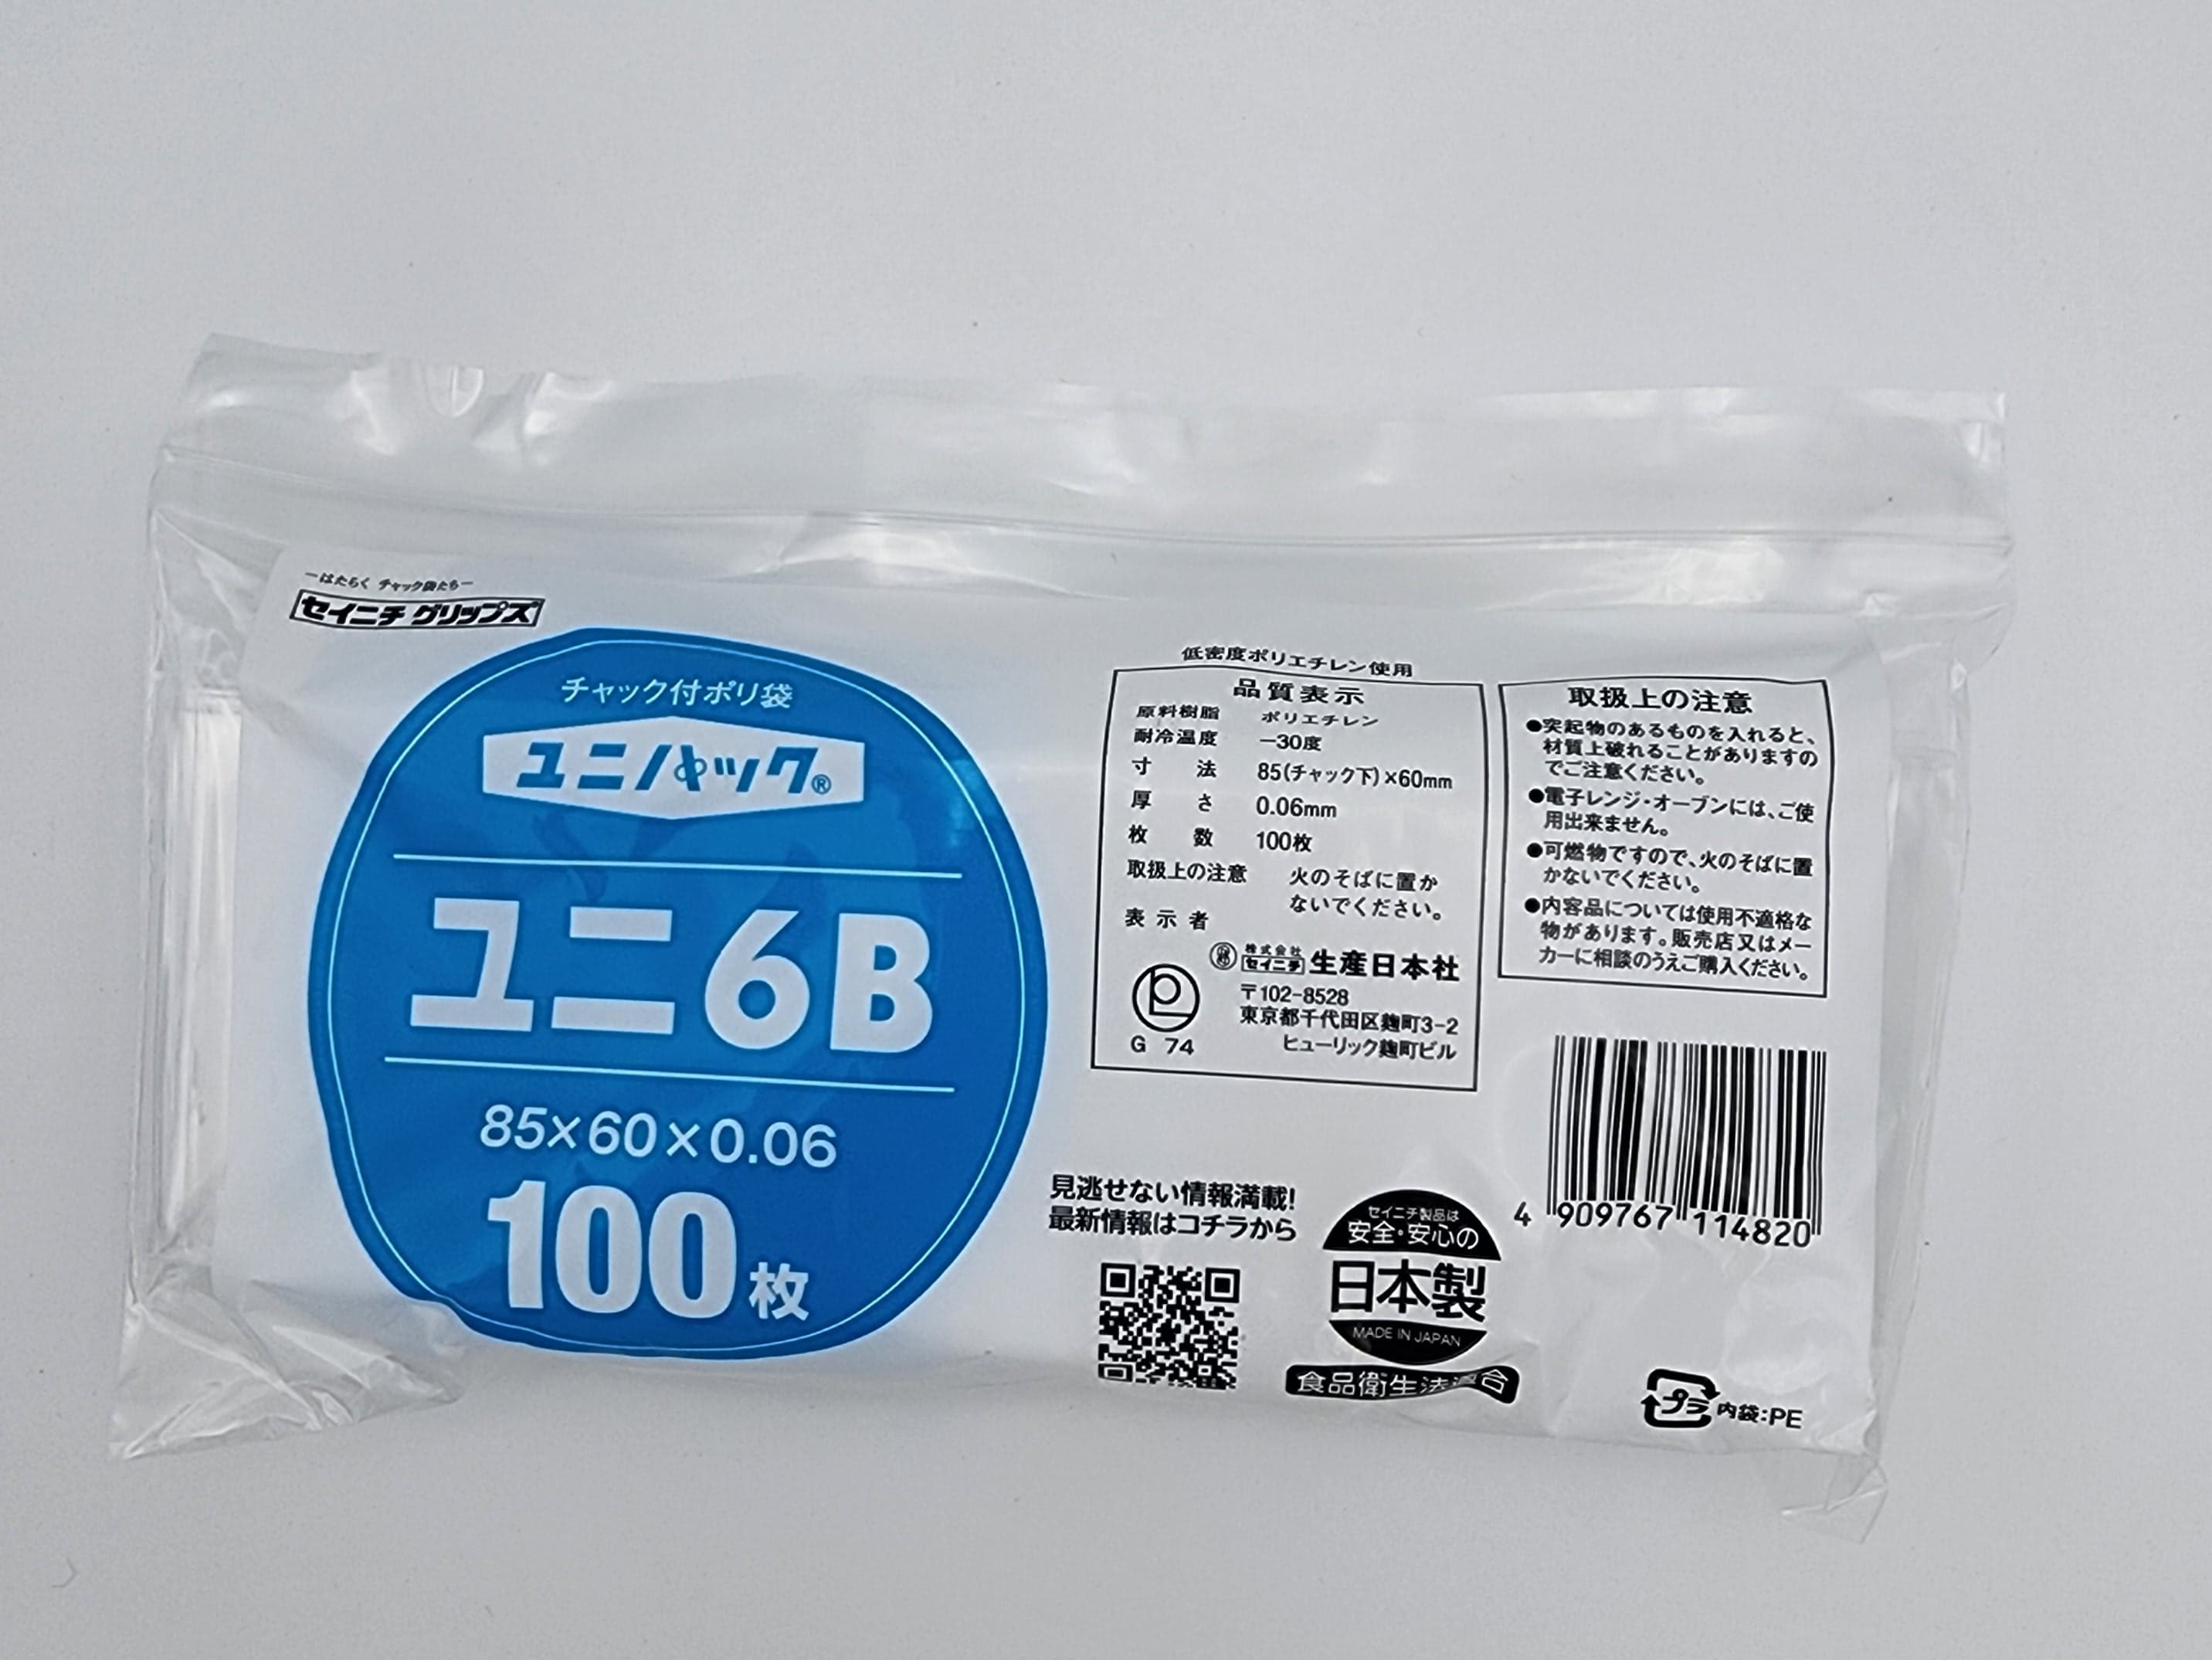 －はたらく チャック袋たち－
セイニチ グリップス
チャック付ポリ袋
ユニパック®
ユニ6B
85×60×0.06
100枚
低密度ポリエチレン使用
品質表示
原料樹脂 ポリエチレン
耐冷温度 －30度
寸法 85(チャック下)×60mm
厚さ 0.06mm
枚数 100枚
取扱上の注意 火のそばに置か
ないでください。
表示者
株式会社
セイニチ 生産日本社
〒102-8528
東京都千代田区麹町3-2
ヒューリック麹町ビル
G 74
取扱上の注意
●突起物のあるものを入れると、
材質上破れることがありますの
でご注意ください。
●電子レンジ・オーブンには、ご使
用出来ません。
●可燃物ですので、火のそばに置
かないでください。
●内容品については使用不適格な
物があります。販売店又はメー
カーに相談のうえご購入ください。
4 909767 114820
見逃せない情報満載!
最新情報はコチラから
セイニチ製品は
安全・安心の
日本製
MADE IN JAPAN
食品衛生法適合
プラ 内袋:PE